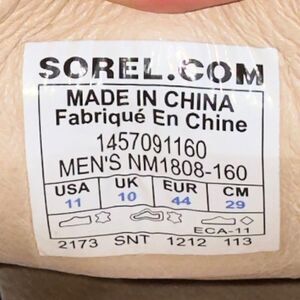 SOREL.COM
MADE IN CHINA
Fabriqué En Chine
1457091160
MEN'S NM1808-160
USA UK EUR CM
11 10 44 29
ECA-11
2173 SNT 1212 113